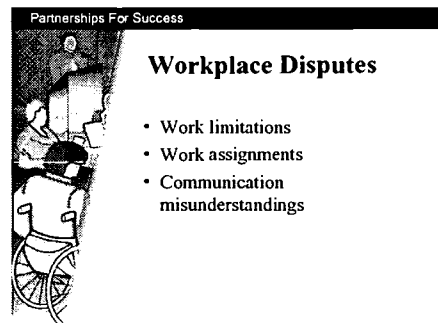 Partnerships For Success
Workplace Disputes
• Work limitations
• Work assignments
• Communication
misunderstandings